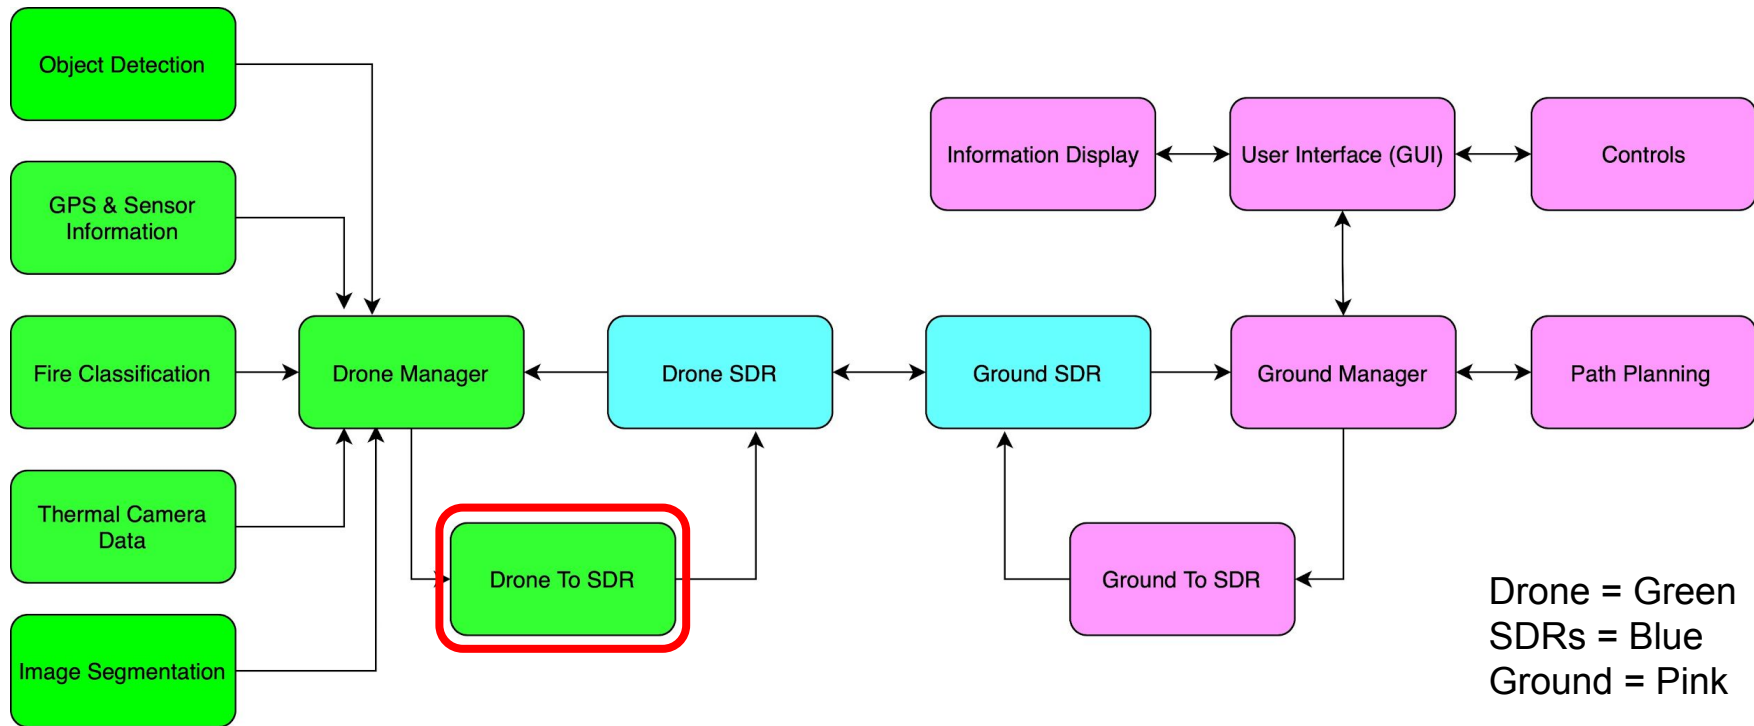 Object Detection
GPS & Sensor
Information
Fire Classification
Thermal Camera
Data
Image Segmentation
Drone Manager
Drone To SDR
Drone SDR
Ground SDR
Information Display
User Interface (GUI)
Controls
Ground Manager
Path Planning
Ground To SDR
Drone = Green
SDRs = Blue
Ground = Pink